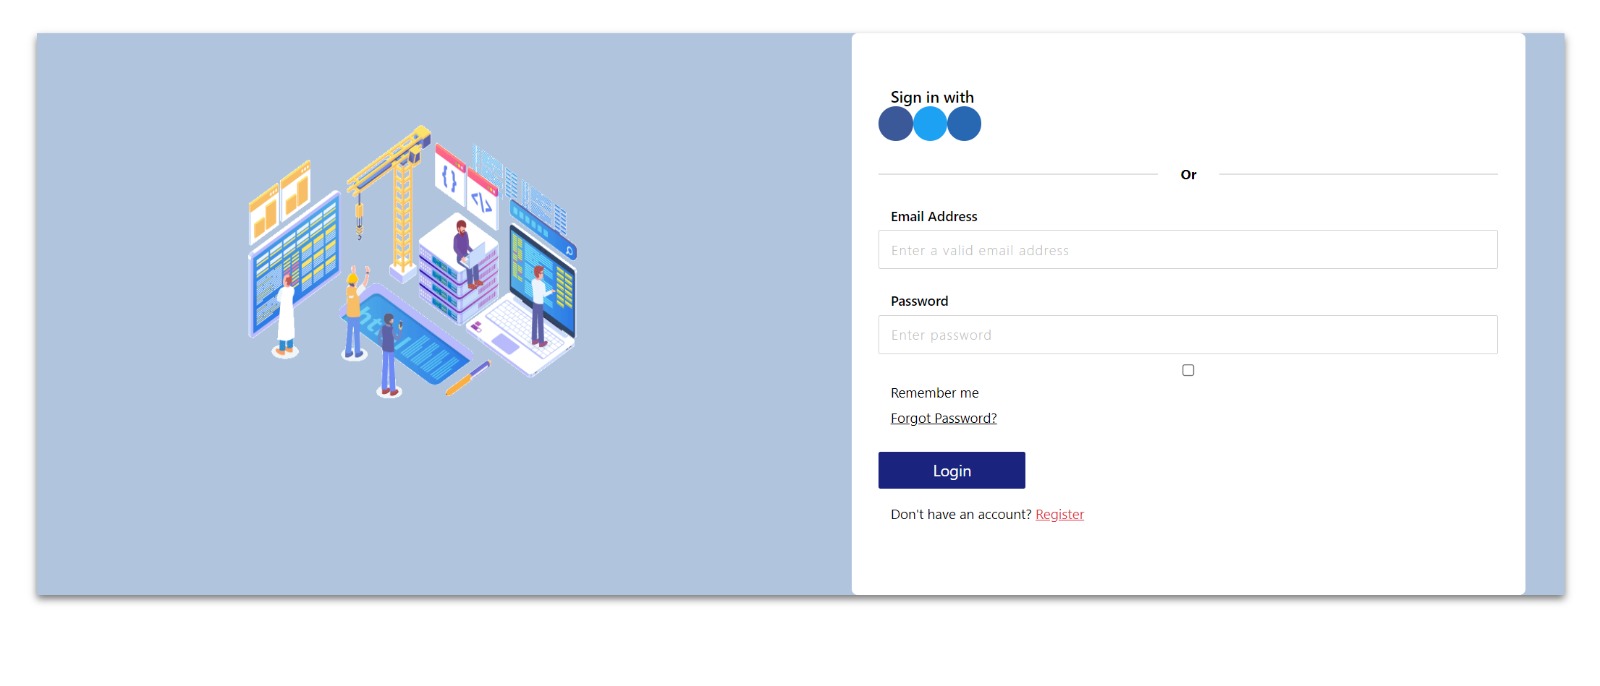 Sign in with
Or
Email Address
Enter a valid email address
Password
Enter password
Remember me
Forgot Password?
Login
Don't have an account? Register
{}
</>